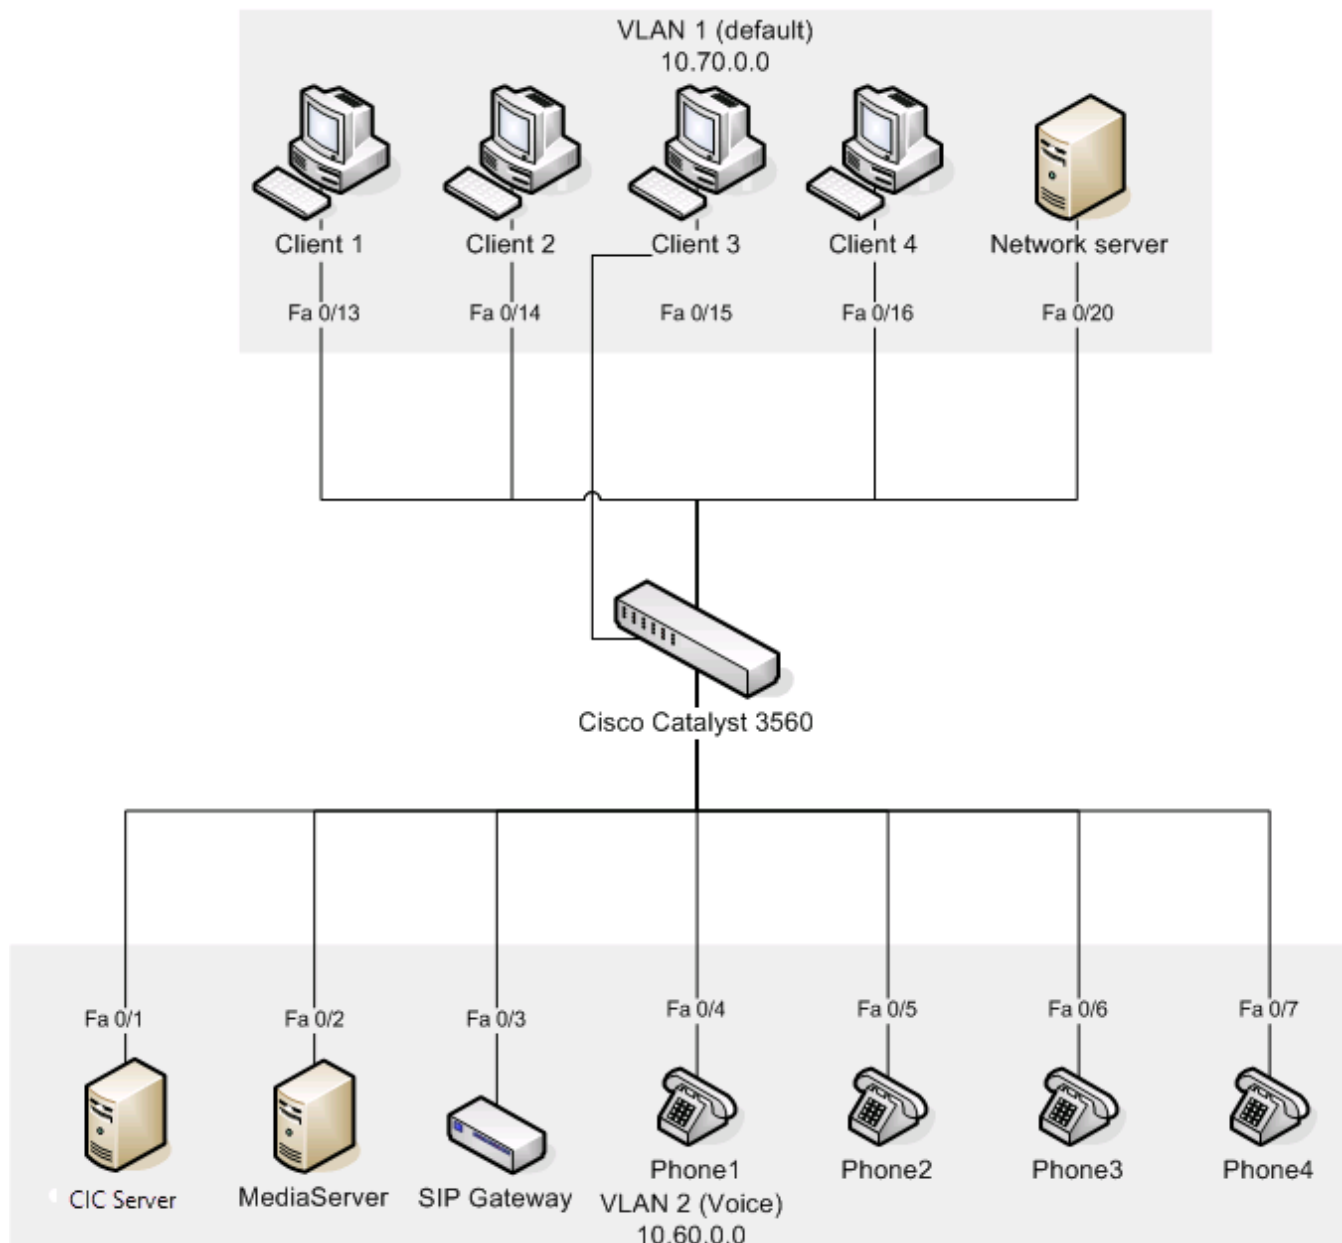 VLAN 1 (default)
10.70.0.0
Client 1
Client 2
Client 3
Client 4
Network server
Fa 0/13
Fa 0/14
Fa 0/15
Fa 0/16
Fa 0/20
Cisco Catalyst 3560
Fa 0/1
Fa 0/2
Fa 0/3
Fa 0/4
Fa 0/5
Fa 0/6
Fa 0/7
CIC Server
MediaServer
SIP Gateway
Phone1
Phone2
Phone3
Phone4
VLAN 2 (Voice)
10.60.0.0